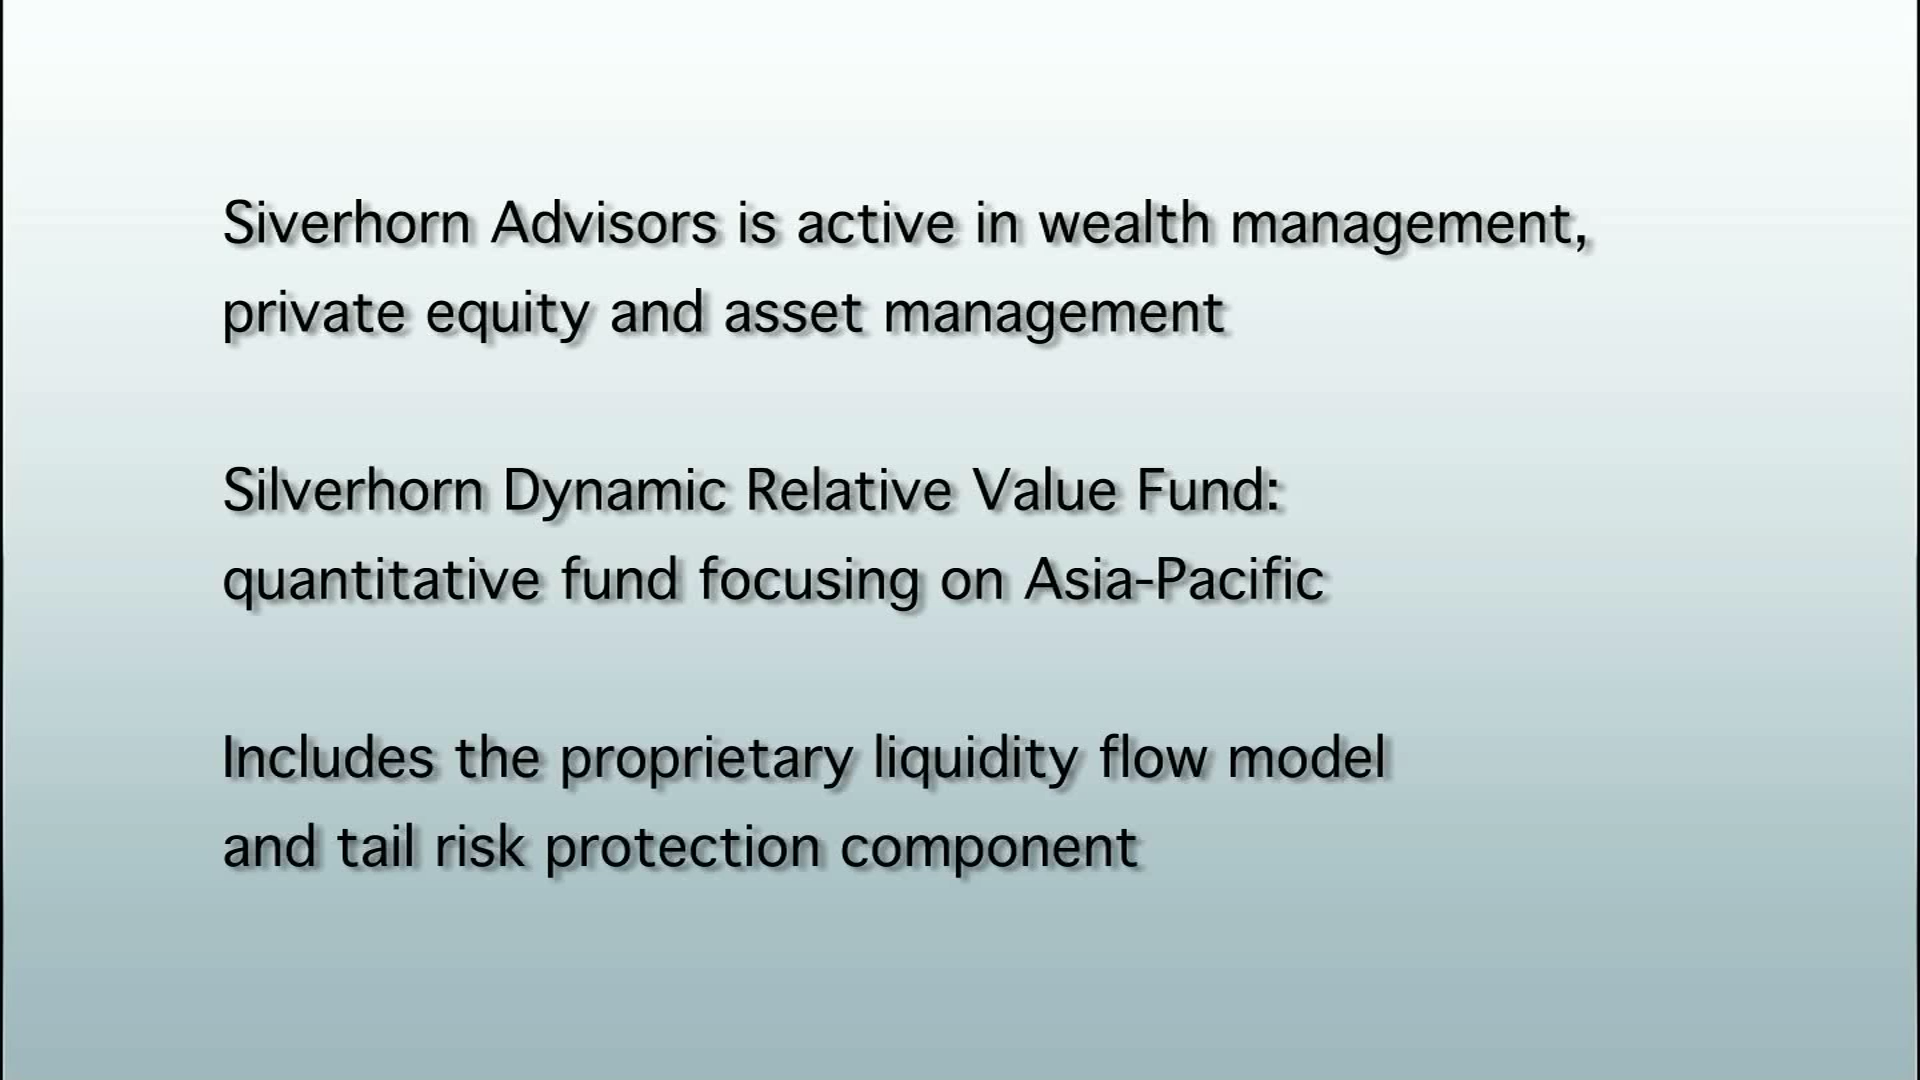 Siverhorn Advisors is active in wealth management,
private equity and asset management
Silverhorn Dynamic Relative Value Fund:
quantitative fund focusing on Asia-Pacific
Includes the proprietary liquidity flow model
and tail risk protection component